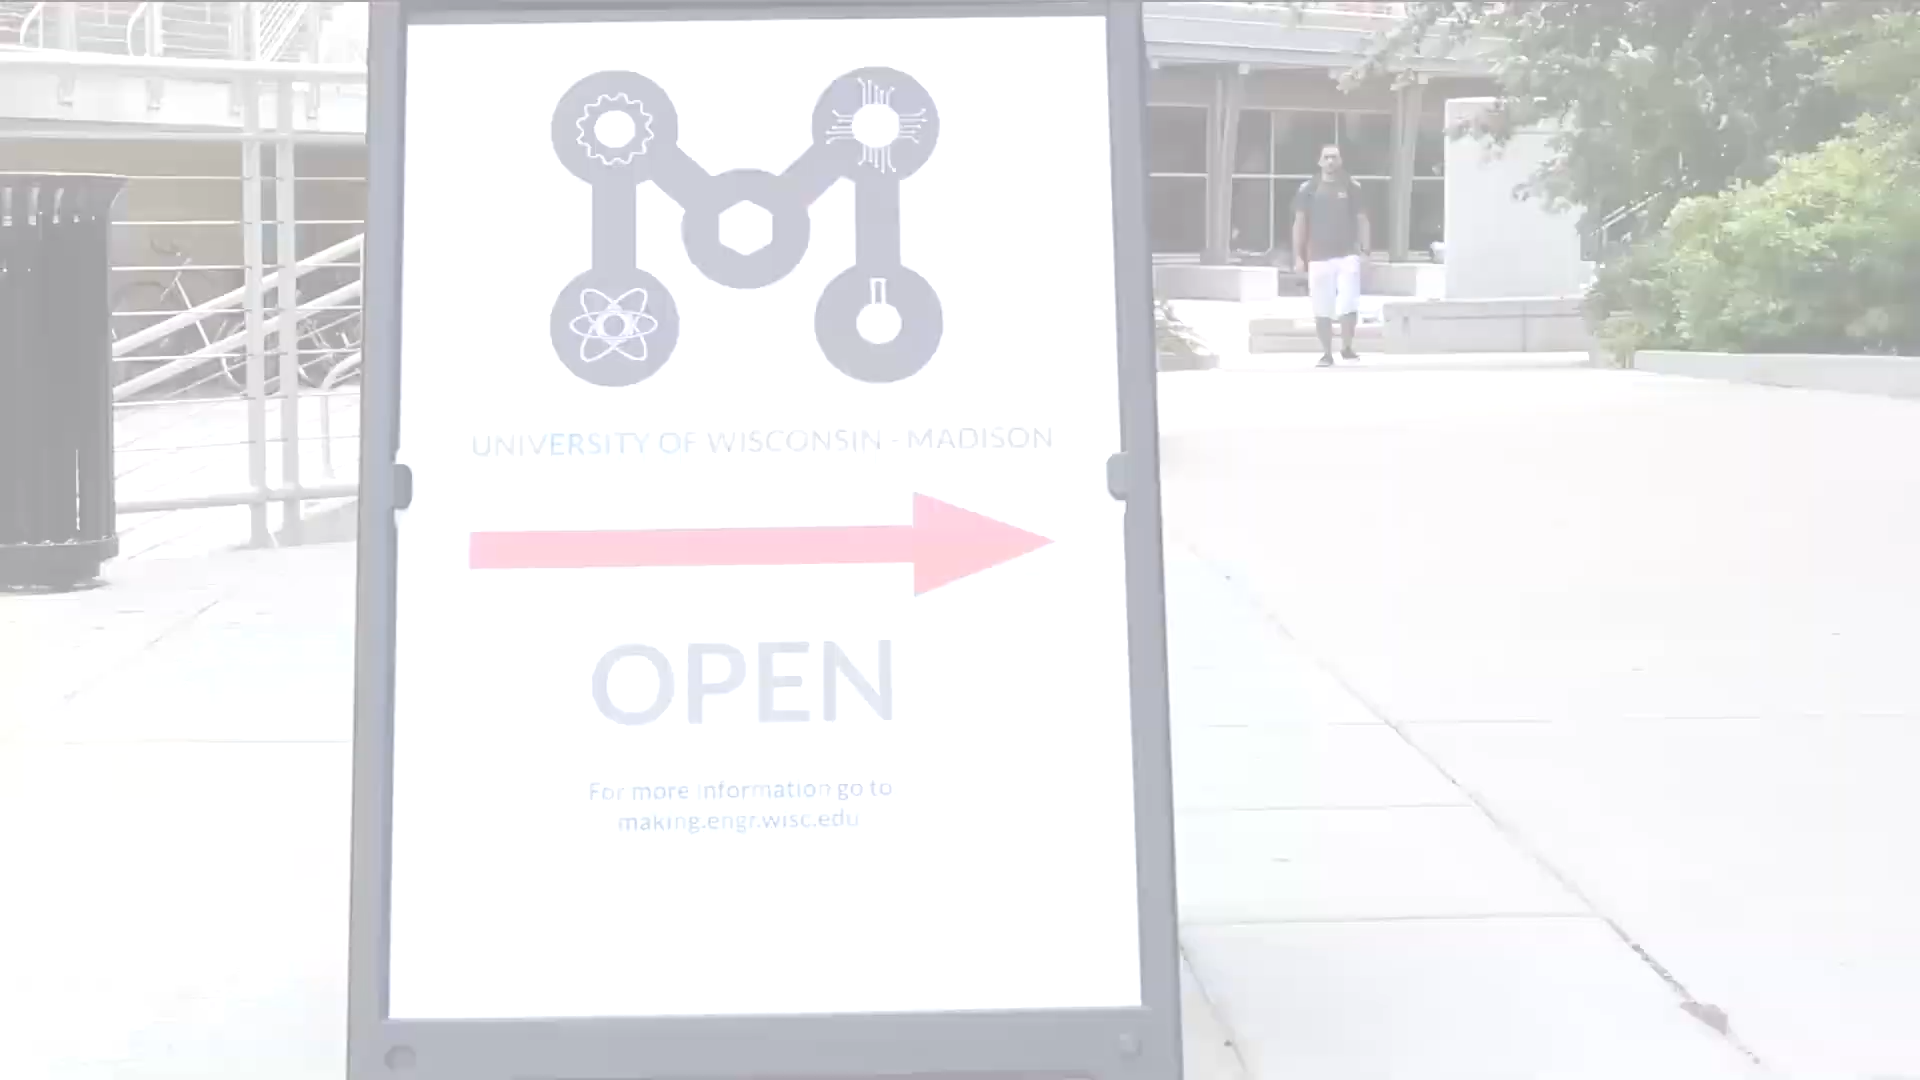 UNIVERSITY OF WISCONSIN - MADISON
OPEN
For more information go to
making.engr.wisc.edu